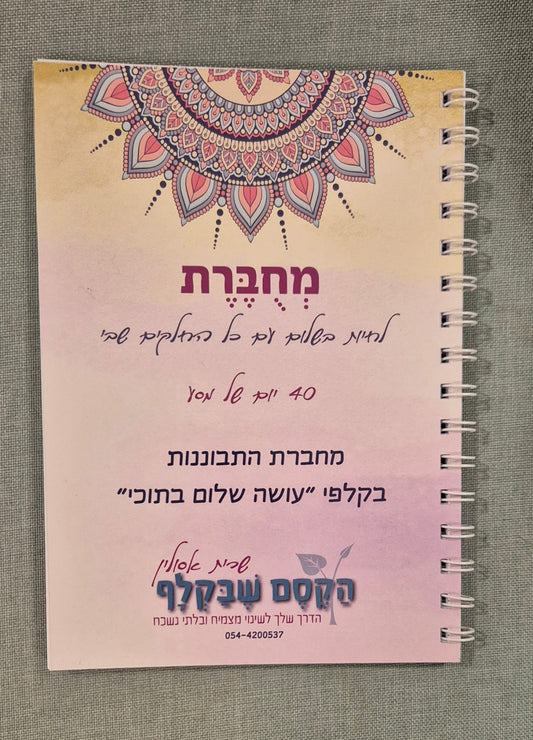 מְחֻבֶּרֶת
לחיות בשלום עם כל החלקים שבי
40 יום של מסע
מחברת התבוננות
בקלפי "עושה שלום בתוכי"
שבית אסולין
הַקֶּסֶם שֶׁבַּקְלָף
הדרך שלך לשינוי מצמיח ובלתי נשכח
054-4200537